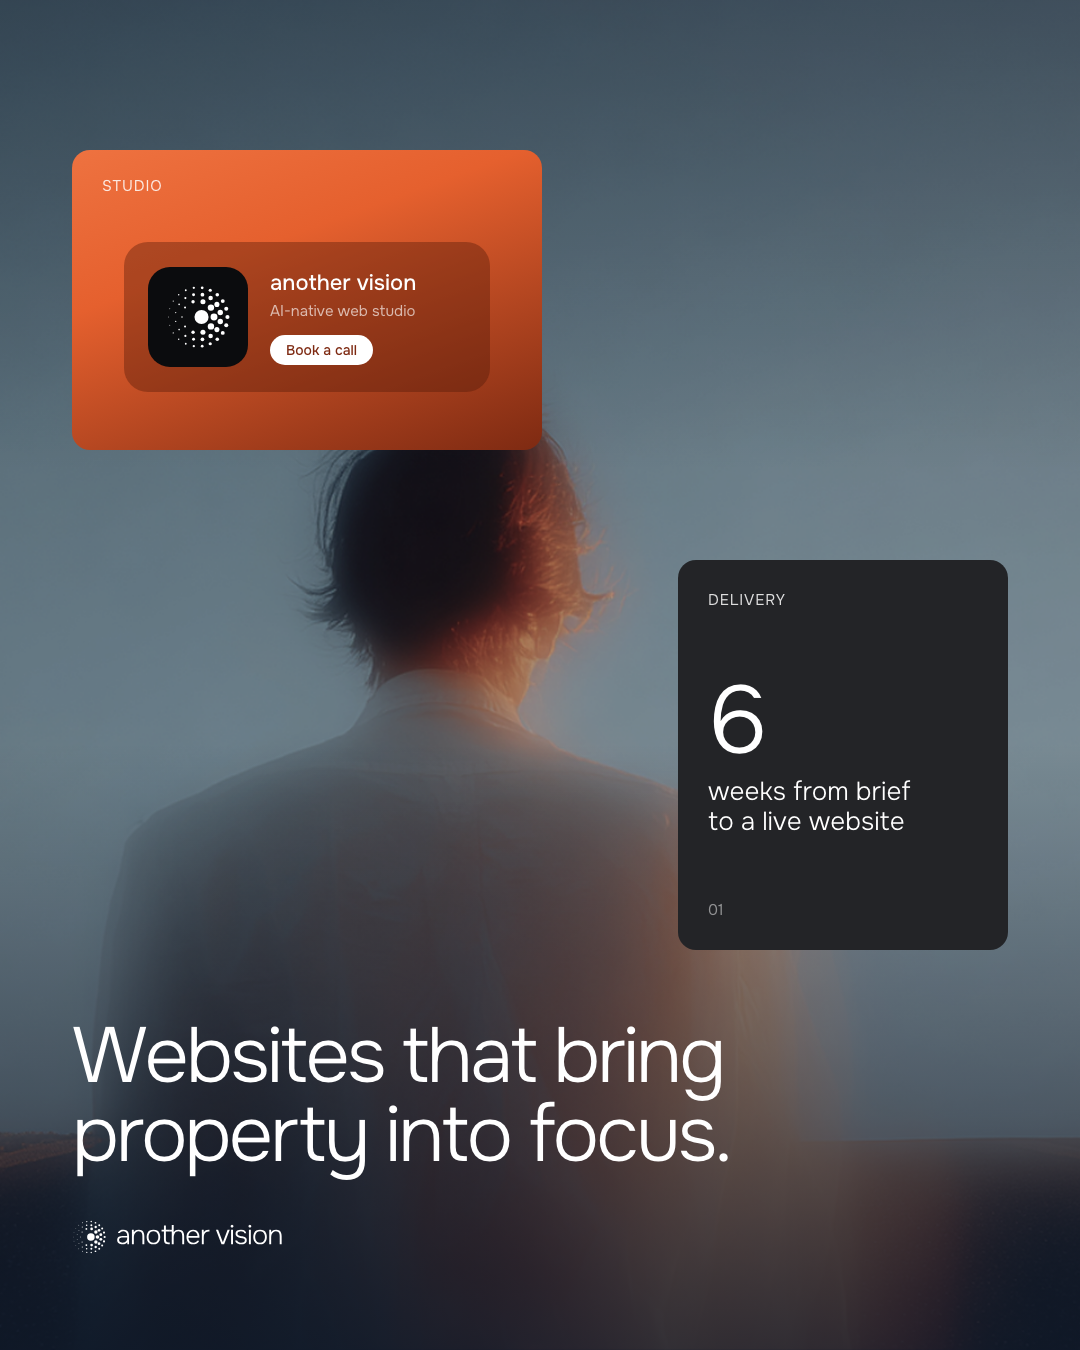 STUDIO
another vision
AI-native web studio
Book a call
DELIVERY
6
weeks from brief
to a live website
01
Websites that bring
property into focus.
another vision